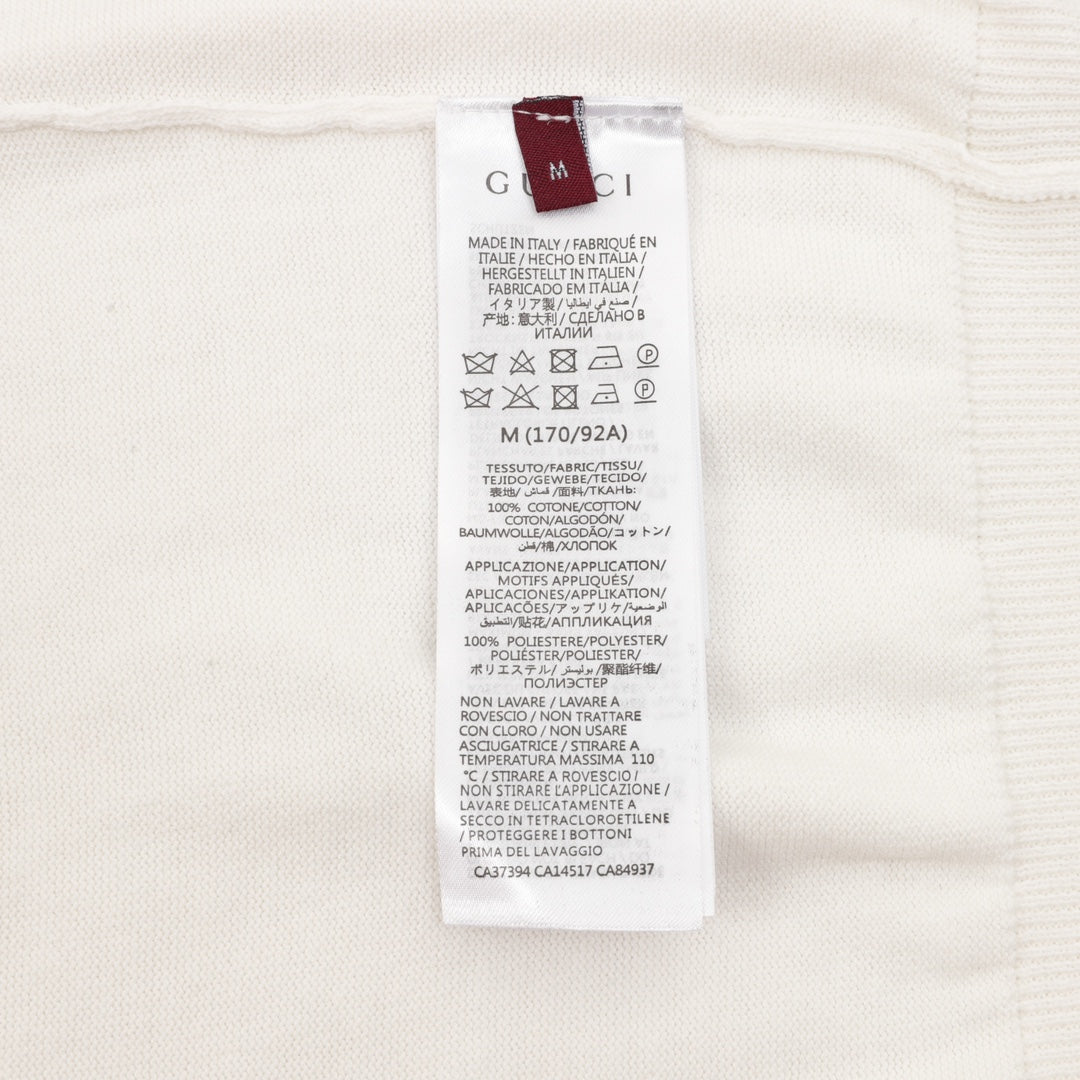 M
GUCCI
MADE IN ITALY / FABRIQUÉ EN
ITALIE / HECHO EN ITALIA /
HERGESTELLT IN ITALIEN /
FABRICADO EM ITÁLIA /
イタリア製 / صنع في ايطاليا /
产地: 意大利 / СДЕЛАНО В
ИТАЛИИ
P
P
M (170/92A)
TESSUTO/FABRIC/TISSU/
TEJIDO/GEWEBE/TECIDO/
表地/ قماش /面料/ТКАНЬ:
100% COTONE/COTTON/
COTON/ALGODÓN/
BAUMWOLLE/ALGODÃO/コットン/
قطن/棉/ХЛОПОК
APPLICAZIONE/APPLICATION/
MOTIFS APPLIQUÉS/
APLICACIONES/APPLIKATION/
APLICACÕES/アップリケ/الوضعية/
التطبيق/贴花/АППЛИКАЦИЯ
100% POLIESTERE/POLYESTER/
POLIÉSTER/POLIESTER/
ポリエステル/ بوليستر /聚酯纤维/
ПОЛИЭСТЕР
NON LAVARE / LAVARE A
ROVESCIO / NON TRATTARE
CON CLORO / NON USARE
ASCIUGATRICE / STIRARE A
TEMPERATURA MASSIMA 110
°C / STIRARE A ROVESCIO /
NON STIRARE L'APPLICAZIONE /
LAVARE DELICATAMENTE A
SECCO IN TETRACLOROETILENE
/ PROTEGGERE I BOTTONI
PRIMA DEL LAVAGGIO
CA37394 CA14517 CA84937